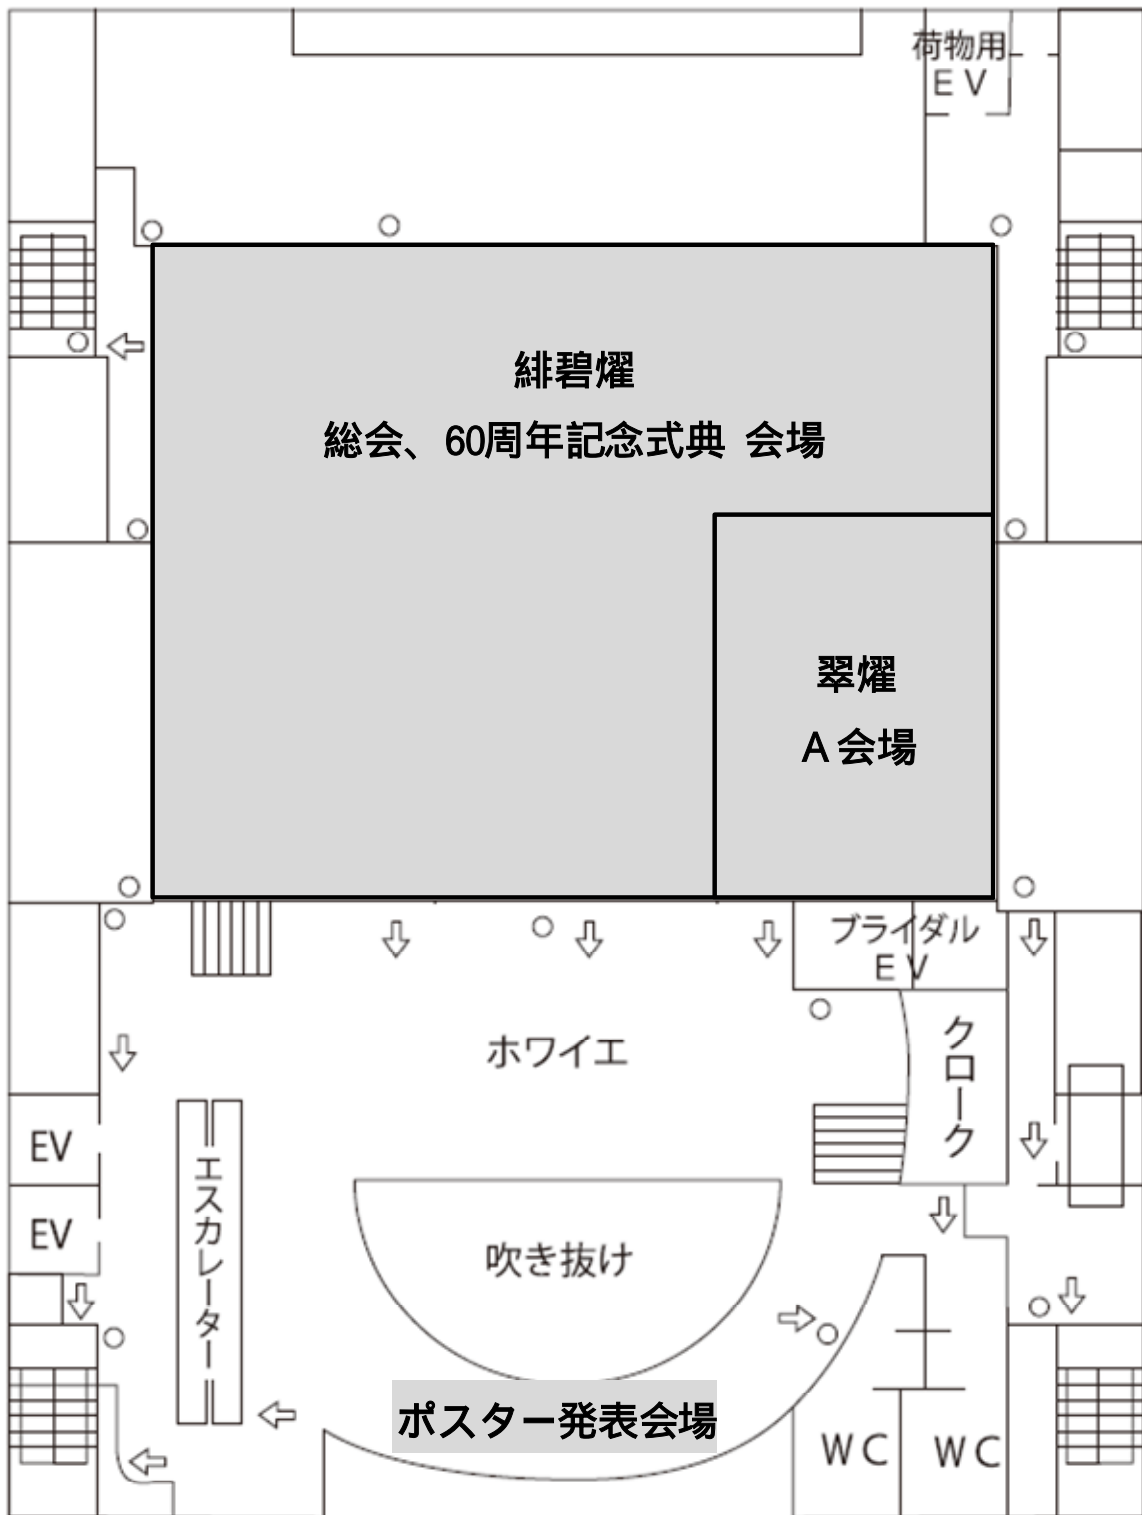 荷物用
EV
緋碧燿
総会、60周年記念式典 会場
翠燿
A会場
ブライダル
EV
ホワイエ
クローク
EV
エスカレーター
EV
吹き抜け
ポスター発表会場
WC
WC